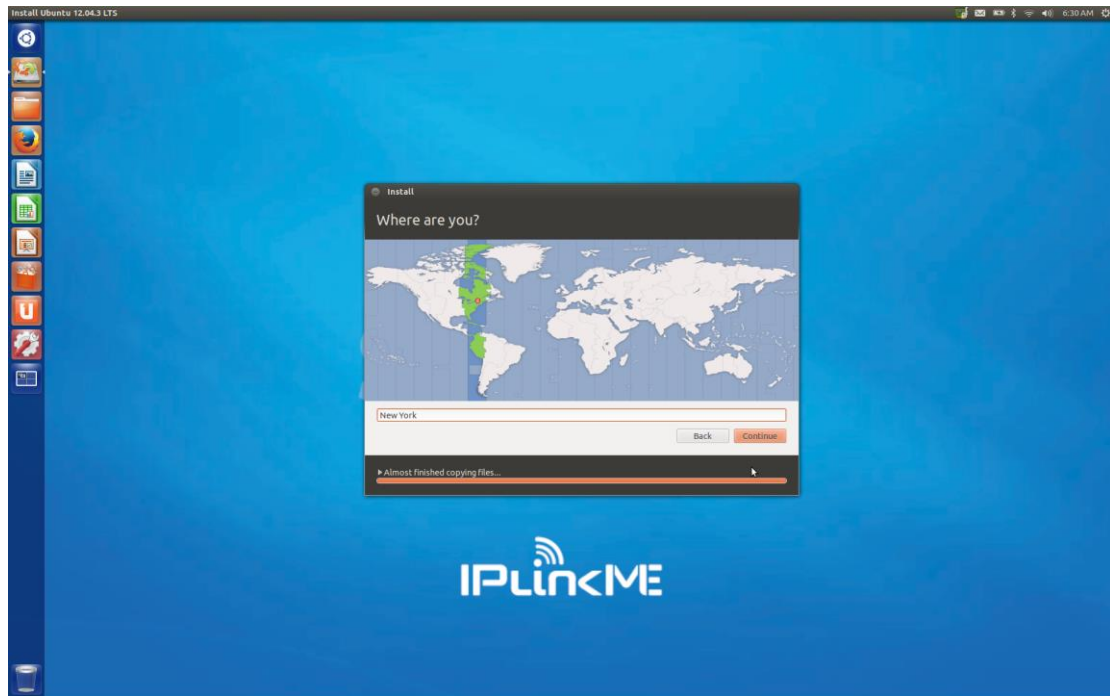 Install Ubuntu 12.04.3 LTS
6:30 AM
Install
Where are you?
New York
Back Continue
Almost finished copying files...
IPLinkME